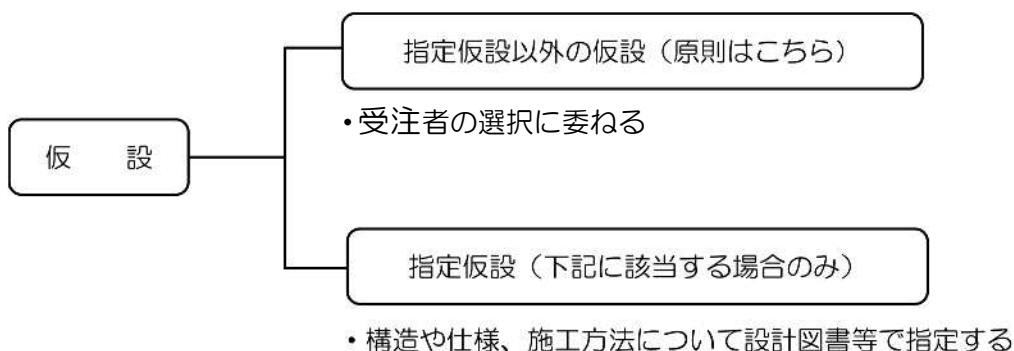 指定仮設以外の仮設（原則はこちら）
・受注者の選択に委ねる
仮　設
指定仮設（下記に該当する場合のみ）
・構造や仕様、施工方法について設計図書等で指定する